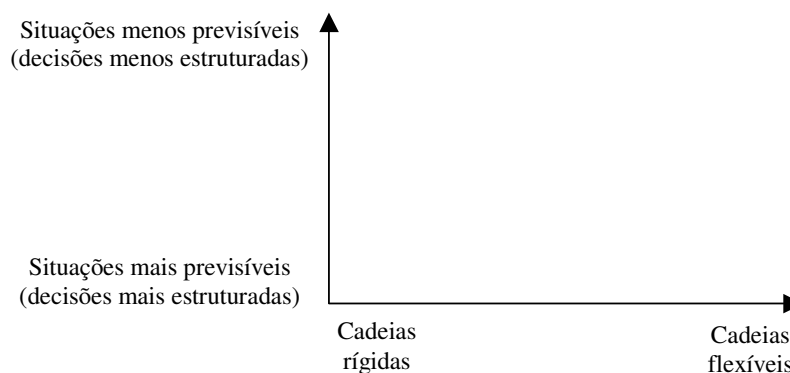 Situações menos previsíveis
(decisões menos estruturadas)
Situações mais previsíveis
(decisões mais estruturadas)
Cadeias
rígidas
Cadeias
flexíveis